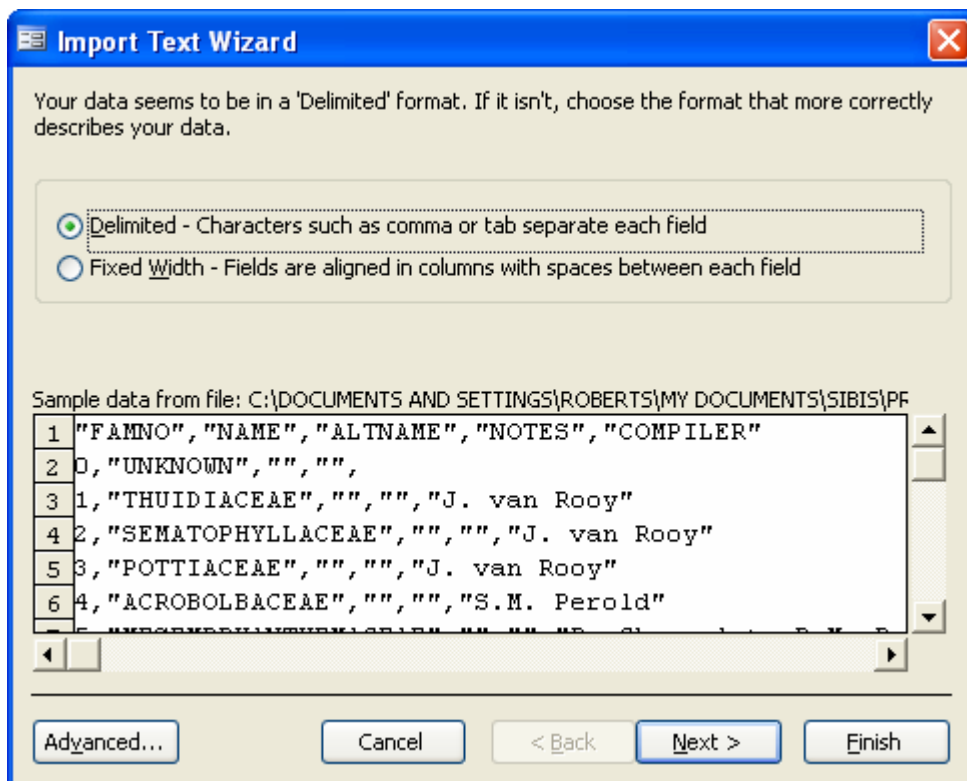 Import Text Wizard
Your data seems to be in a 'Delimited' format. If it isn't, choose the format that more correctly
describes your data.
Delimited - Characters such as comma or tab separate each field
Fixed Width - Fields are aligned in columns with spaces between each field
Sample data from file: C:\DOCUMENTS AND SETTINGS\ROBERTS\MY DOCUMENTS\SIBIS\PR
1 "FAMNO","NAME","ALTNAME","NOTES","COMPILER"
2 0,"UNKNOWN","","",
3 1,"THUIDIACEAE","","","J. van Rooy"
4 2,"SEMATOPHYLLACEAE","","","J. van Rooy"
5 3,"POTTIACEAE","","","J. van Rooy"
6 4,"ACROBOLBACEAE","","","S.M. Perold"
Advanced... Cancel < Back Next > Finish